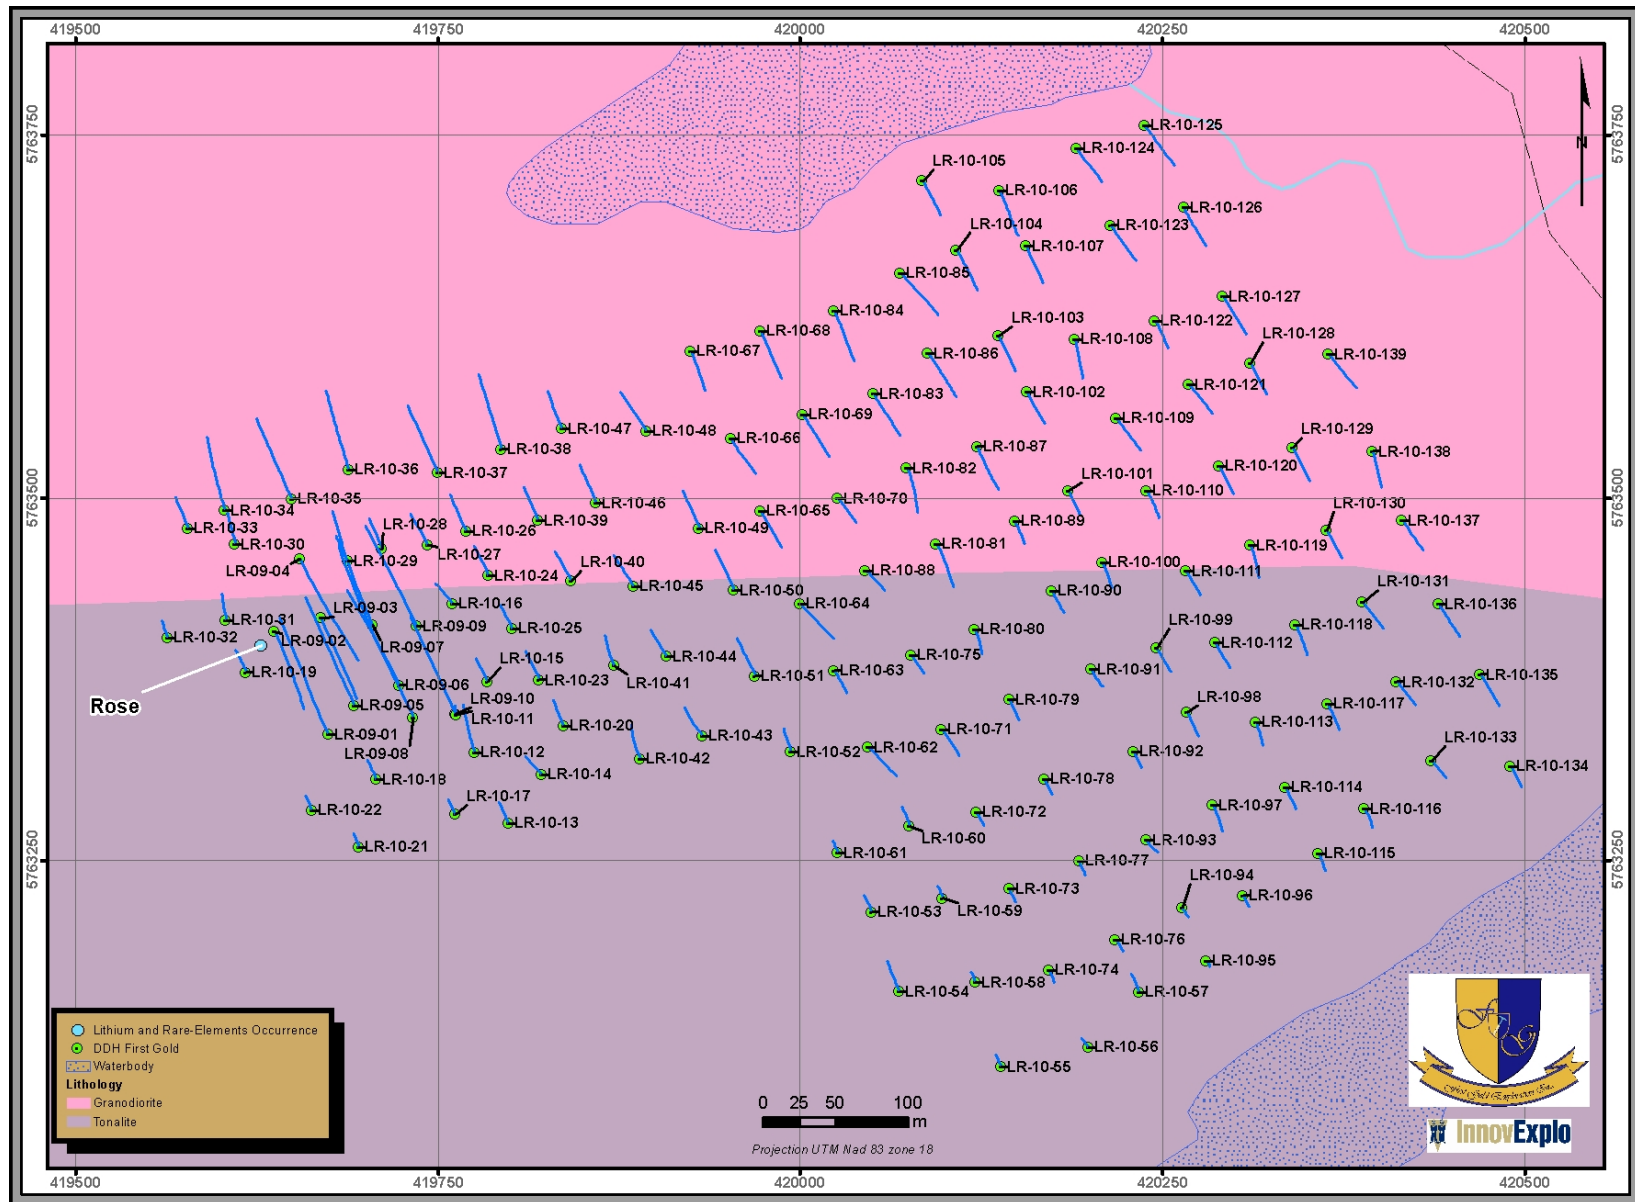 419500 419750 420000 420250 420500
5763750 5763750
LR-10-125
LR-10-124
LR-10-105
LR-10-106
LR-10-126
LR-10-104
LR-10-123
LR-10-107
LR-10-85
LR-10-127
LR-10-84
LR-10-103
LR-10-122
LR-10-68
LR-10-128
LR-10-108
LR-10-67
LR-10-86
LR-10-139
LR-10-121
LR-10-83
LR-10-102
LR-10-69
LR-10-109
LR-10-47
LR-10-48
LR-10-129
LR-10-66
LR-10-38
LR-10-87
LR-10-138
LR-10-36
LR-10-37
LR-10-82
LR-10-120
LR-10-101
5763500 5763500
LR-10-35
LR-10-70
LR-10-110
LR-10-46
LR-10-130
LR-10-34
LR-10-65
LR-10-39
LR-10-89
LR-10-137
LR-10-33
LR-10-28
LR-10-26
LR-10-49
LR-10-30
LR-10-27
LR-10-81
LR-10-119
LR-10-29
LR-10-40
LR-10-100
LR-09-04
LR-10-24
LR-10-88
LR-10-111
LR-10-131
LR-10-45
LR-10-50
LR-10-90
LR-10-16
LR-10-64
LR-10-136
LR-09-03
LR-10-31
LR-09-09
LR-10-25
LR-10-99
LR-10-118
LR-10-80
LR-10-32
LR-09-02
LR-09-07
LR-10-112
LR-10-15
LR-10-44
LR-10-75
LR-10-19
LR-10-41
LR-10-63
LR-10-91
LR-10-23
LR-10-51
LR-10-135
LR-10-132
LR-09-06
LR-10-98
LR-09-10
LR-10-79
LR-10-117
Rose
LR-09-05
LR-10-11
LR-10-113
LR-10-20
LR-10-71
LR-09-01
LR-10-43
LR-10-133
LR-09-08
LR-10-12
LR-10-52
LR-10-62
LR-10-92
LR-10-42
LR-10-134
LR-10-18
LR-10-14
LR-10-78
LR-10-114
LR-10-17
LR-10-22
LR-10-72
LR-10-97
LR-10-116
LR-10-13
LR-10-60
LR-10-93
LR-10-21
LR-10-61
LR-10-115
5763250 5763250
LR-10-77
LR-10-94
LR-10-73
LR-10-96
LR-10-53
LR-10-59
LR-10-76
LR-10-95
LR-10-74
LR-10-58
LR-10-54
LR-10-57
LR-10-56
LR-10-55
N
Lithium and Rare-Elements Occurrence
DDH First Gold
Waterbody
Lithology
Granodiorite
Tonalite
0 25 50 100
m
Projection UTM Nad 83 zone 18
First Gold Exploration Inc.
InnovExplo
419500 419750 420000 420250 420500